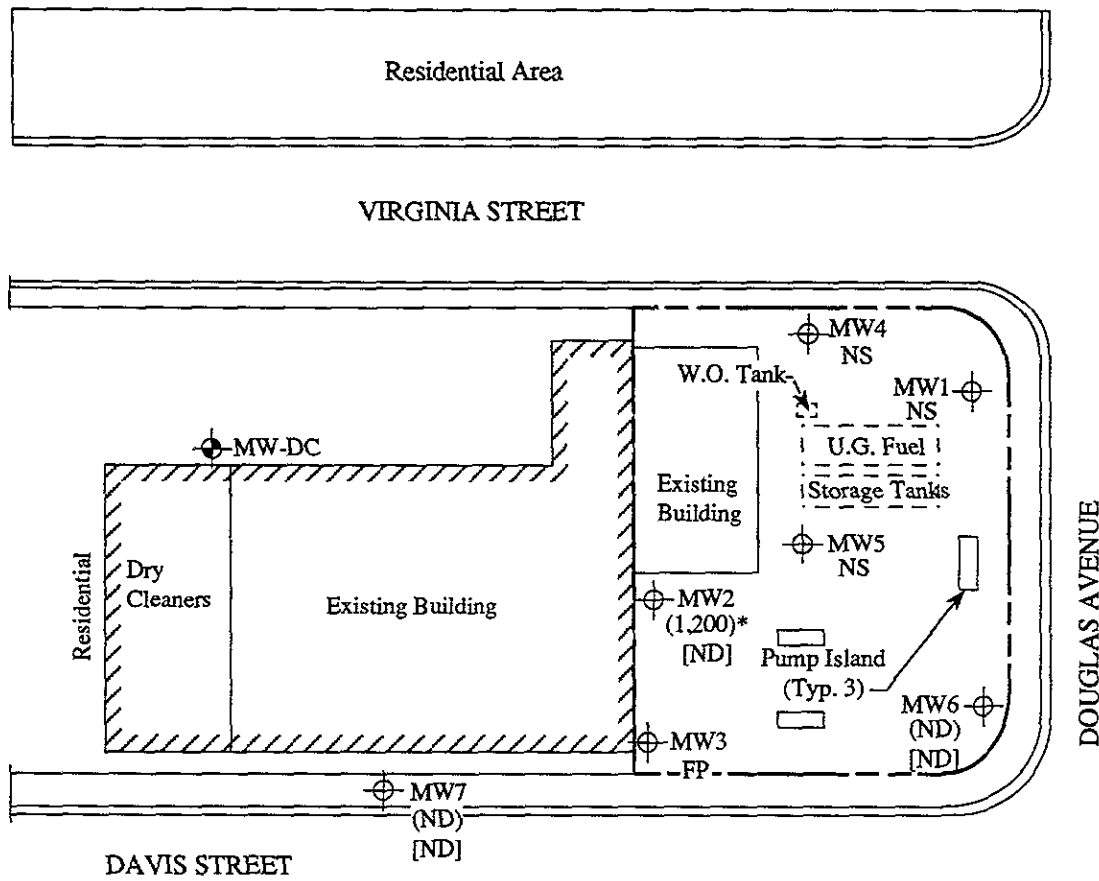 Residential Area
VIRGINIA STREET
MW4
NS
W.O. Tank
MW1
NS
MW-DC
U.G. Fuel
Storage Tanks
Existing
Building
MW5
NS
Residential
Dry
Cleaners
Existing Building
MW2
(1,200)*
[ND]
Pump Island
(Typ. 3)
MW6
(ND)
[ND]
DOUGLAS AVENUE
MW3
FP
MW7
(ND)
[ND]
DAVIS STREET